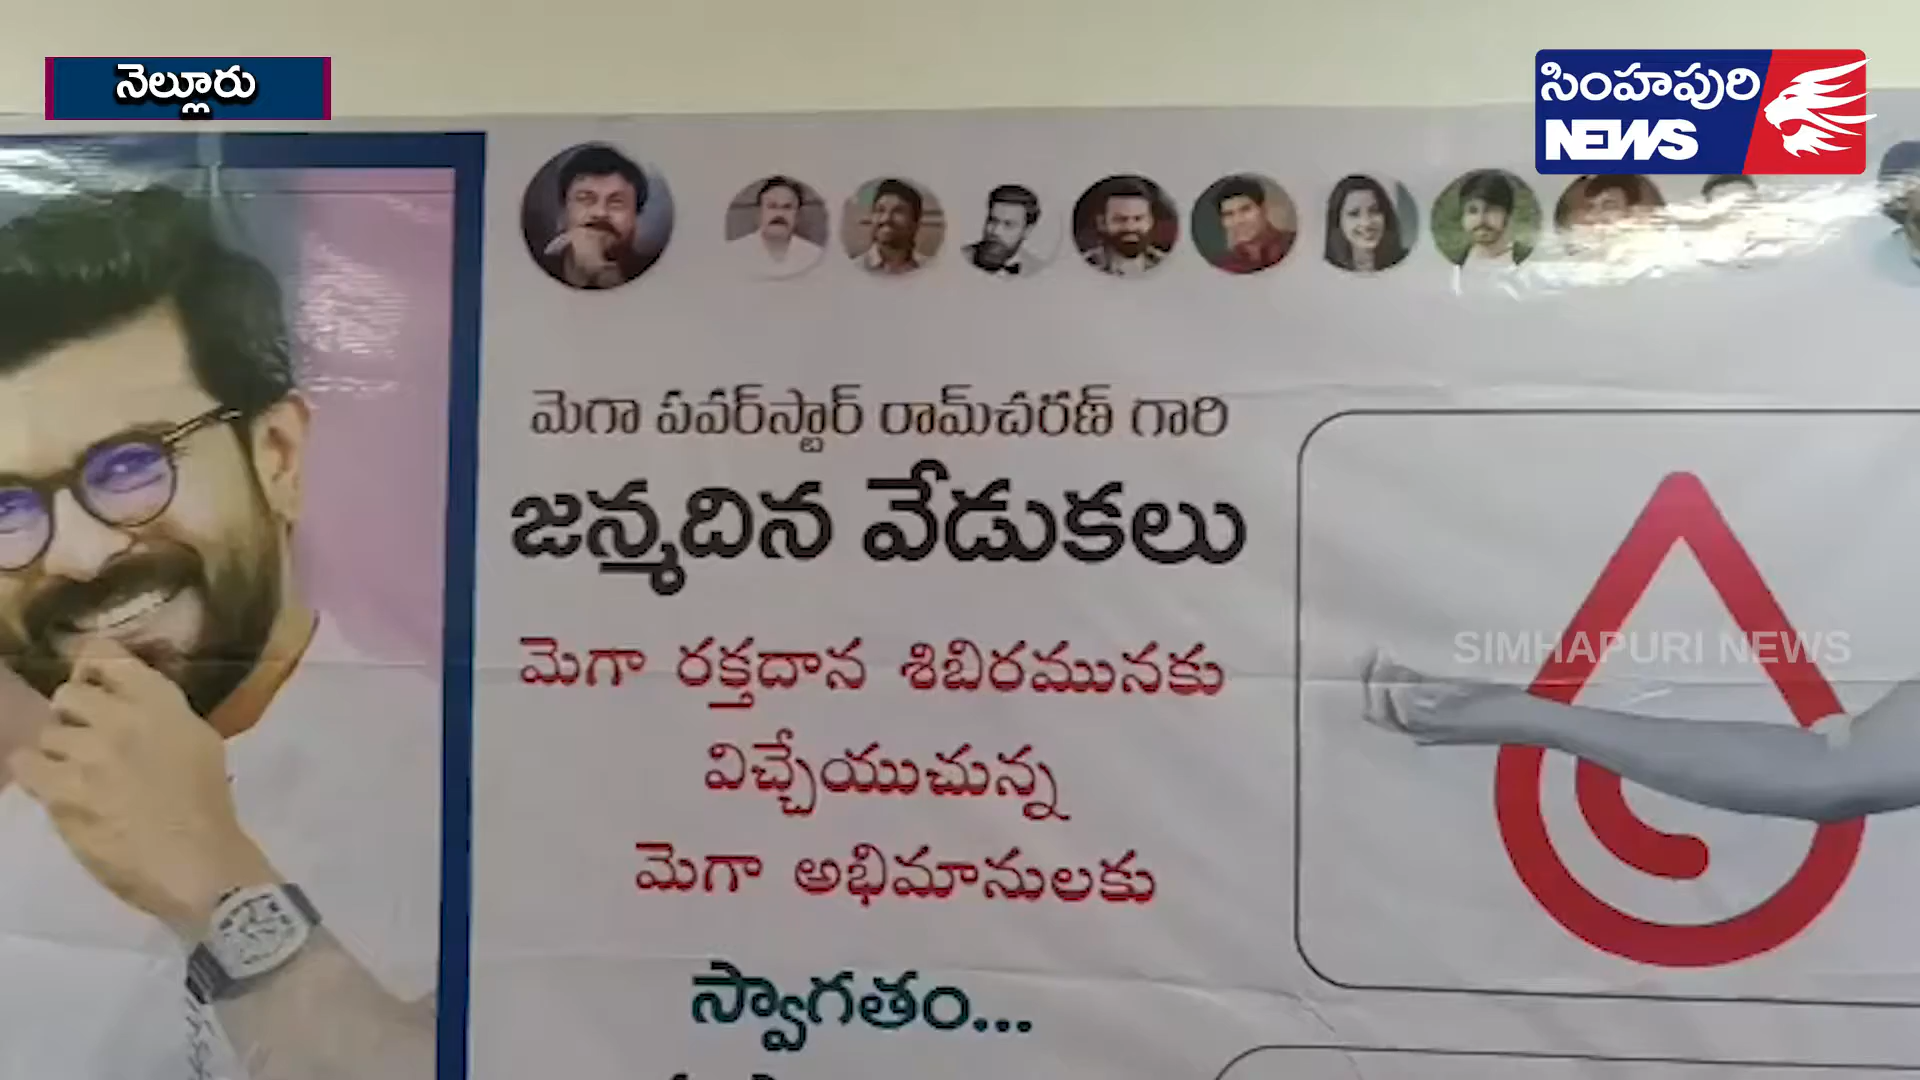 నెల్లూరు
సింహపురి
NEWS
మెగా పవర్‌స్టార్ రామ్‌చరణ్ గారి
జన్మదిన వేడుకలు
మెగా రక్తదాన శిబిరమునకు
విచ్చేయుచున్న
మెగా అభిమానులకు
స్వాగతం...
SIMHAPURI NEWS